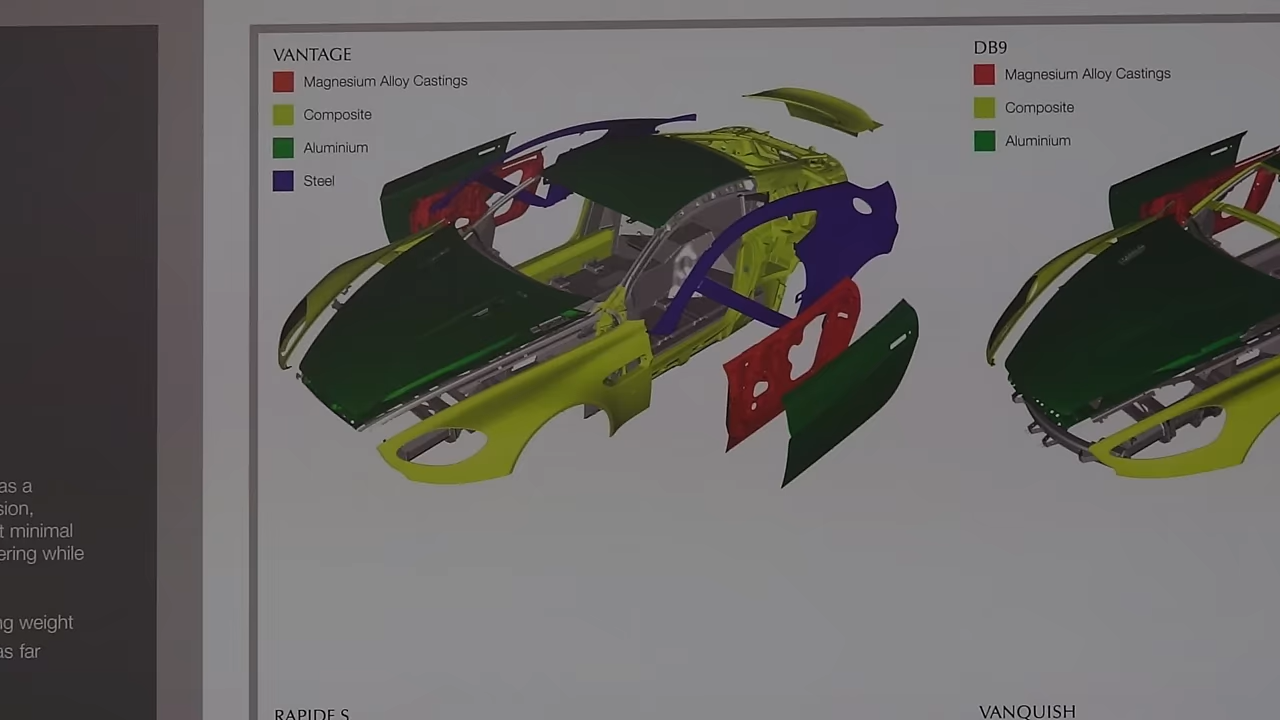 as a
sion,
t minimal
ering while
ng weight
as far
VANTAGE
Magnesium Alloy Castings
Composite
Aluminium
Steel
DB9
Magnesium Alloy Castings
Composite
Aluminium
RAPIDE S
VANQUISH